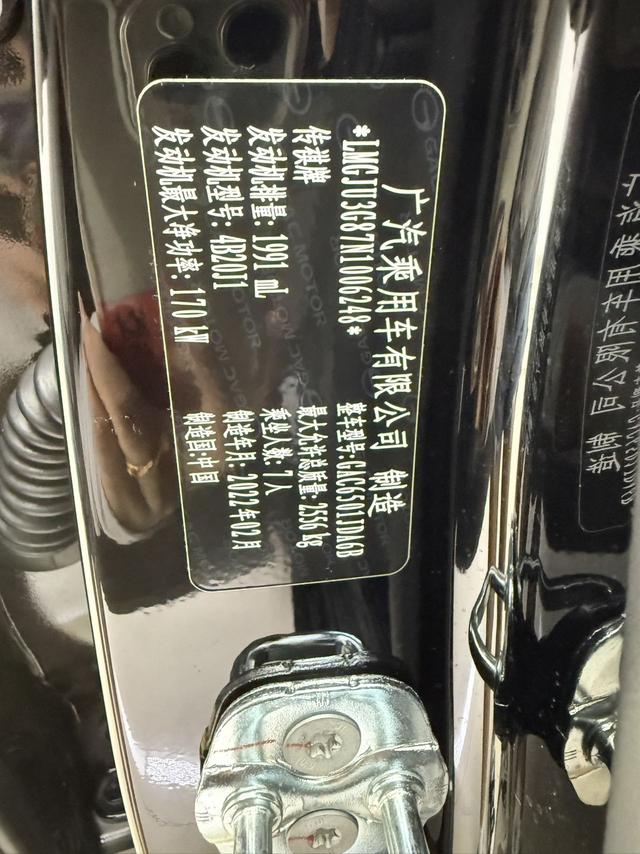 广汽乘用车有限公司 制造
*LMGJU3G87N1006248*
整车型号:GAC6501JDA6B
传祺牌
最大允许总质量:2556 kg
发动机排量:1991 mL
乘坐人数:7人
发动机型号:4B20J1
制造年月:2022年02月
发动机最大净功率:170 kW
制造国:中国
GAC MOTOR